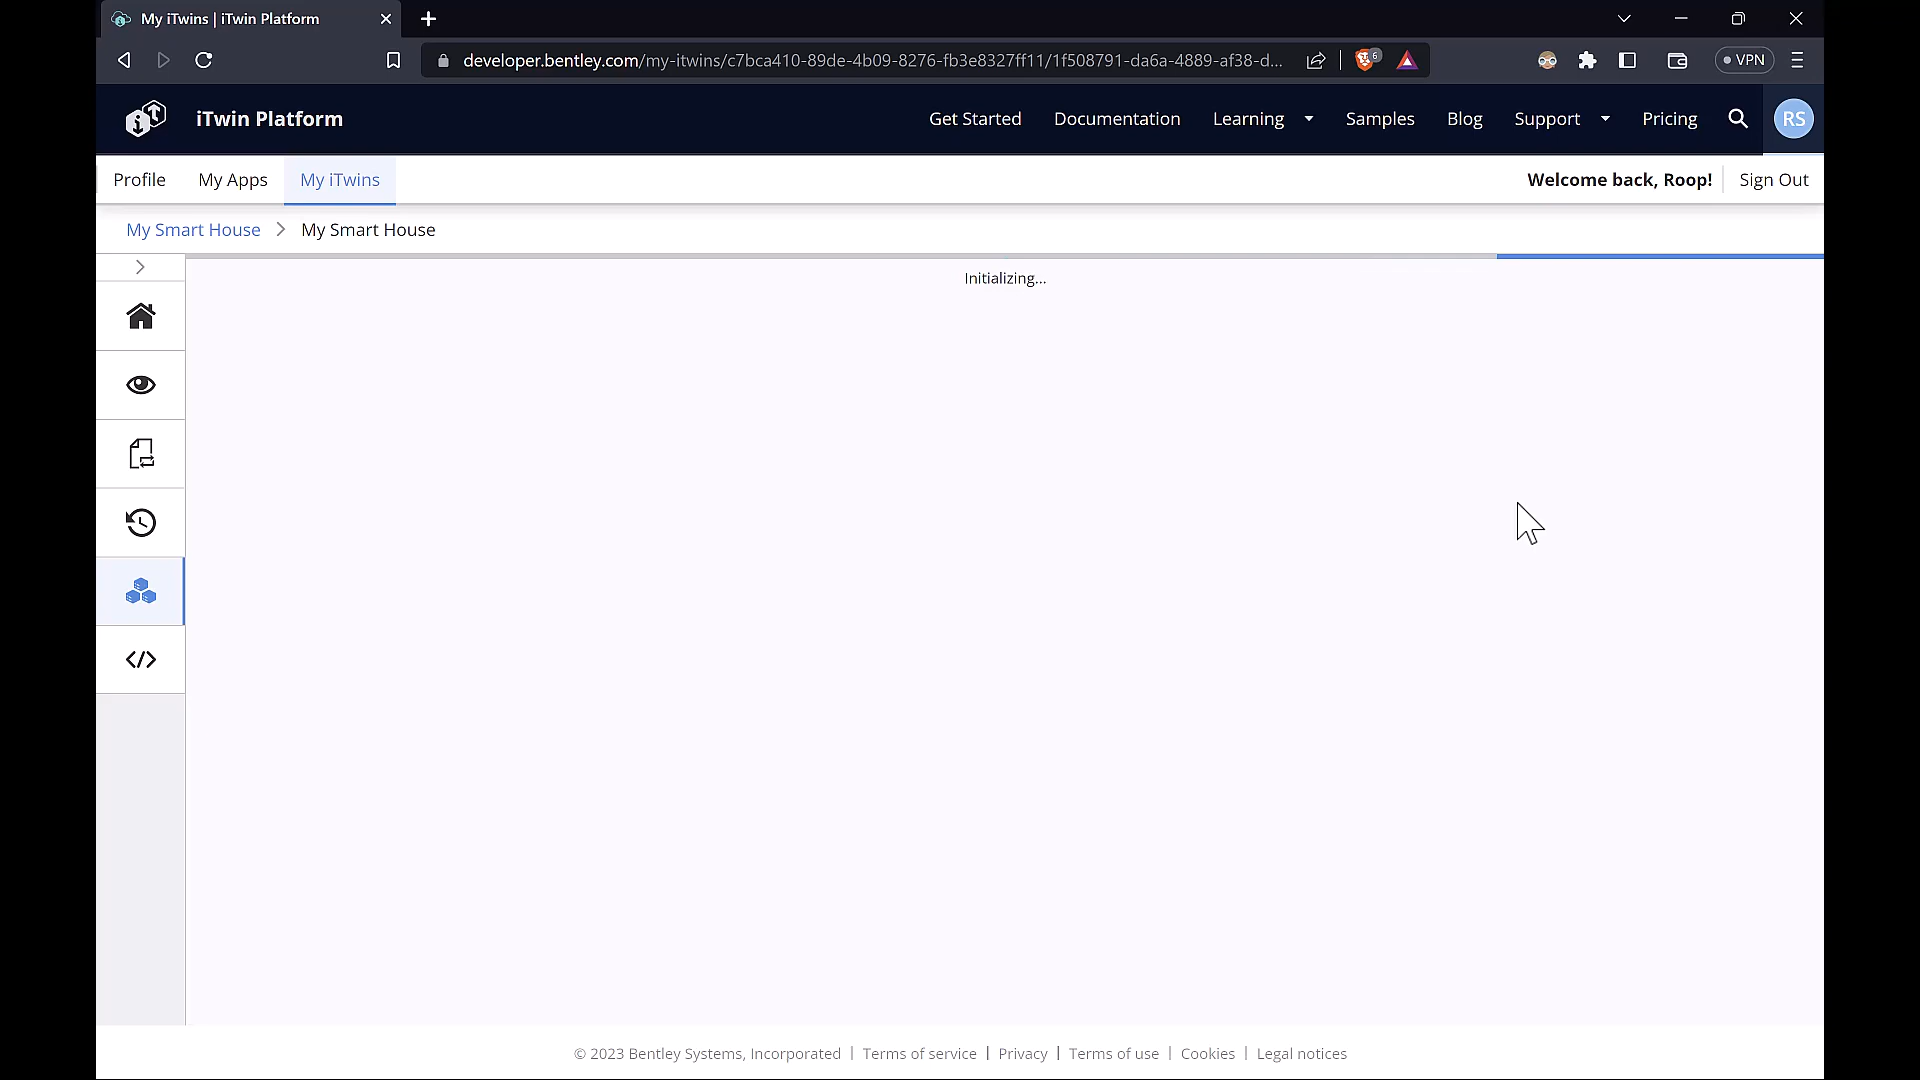 My iTwins | iTwin Platform
developer.bentley.com/my-itwins/c7bca410-89de-4b09-8276-fb3e8327ff11/1f508791-da6a-4889-af38-d...
6
VPN
iTwin Platform
Get Started
Documentation
Learning
Samples
Blog
Support
Pricing
RS
Profile
My Apps
My iTwins
Welcome back, Roop!
Sign Out
My Smart House > My Smart House
Initializing...
© 2023 Bentley Systems, Incorporated | Terms of service | Privacy | Terms of use | Cookies | Legal notices